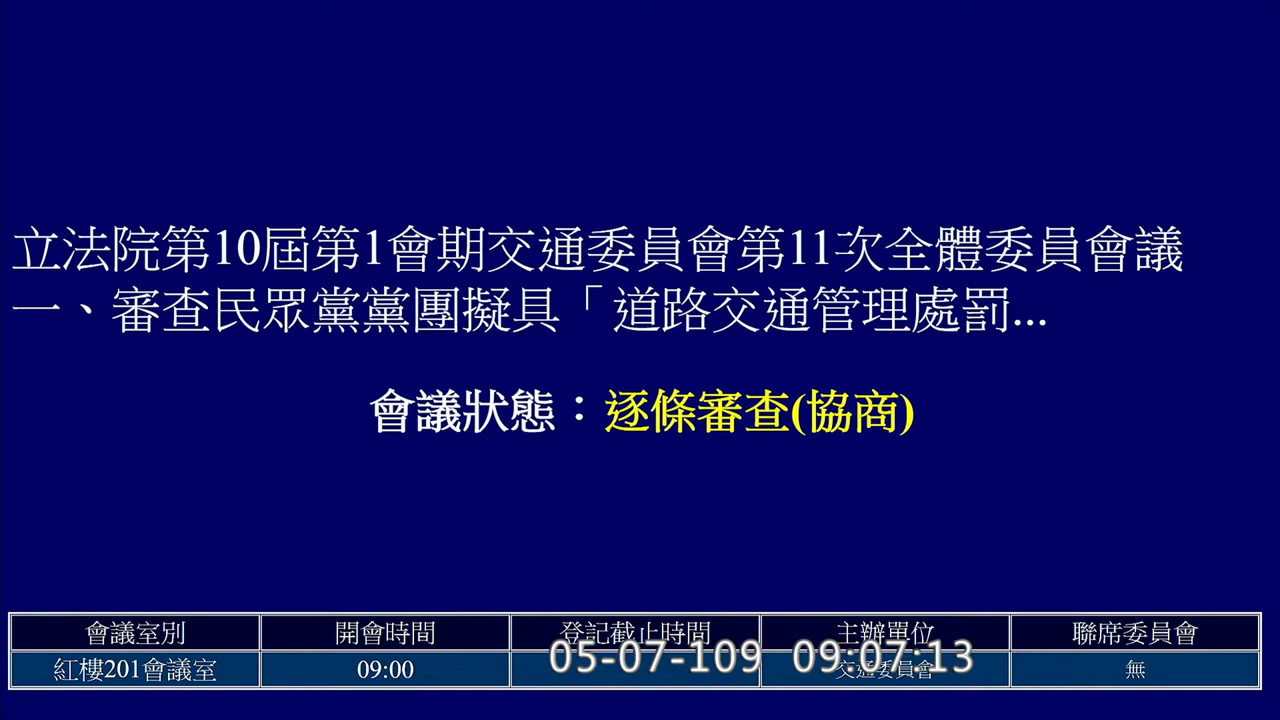 立法院第10屆第1會期交通委員會第11次全體委員會議
一、審查民眾黨黨團擬具「道路交通管理處罰...
會議狀態：逐條審查(協商)
會議室別 開會時間 登記截止時間 主辦單位 聯席委員會
紅樓201會議室 09:00 交通委員會 無
05-07-109 09:07:13